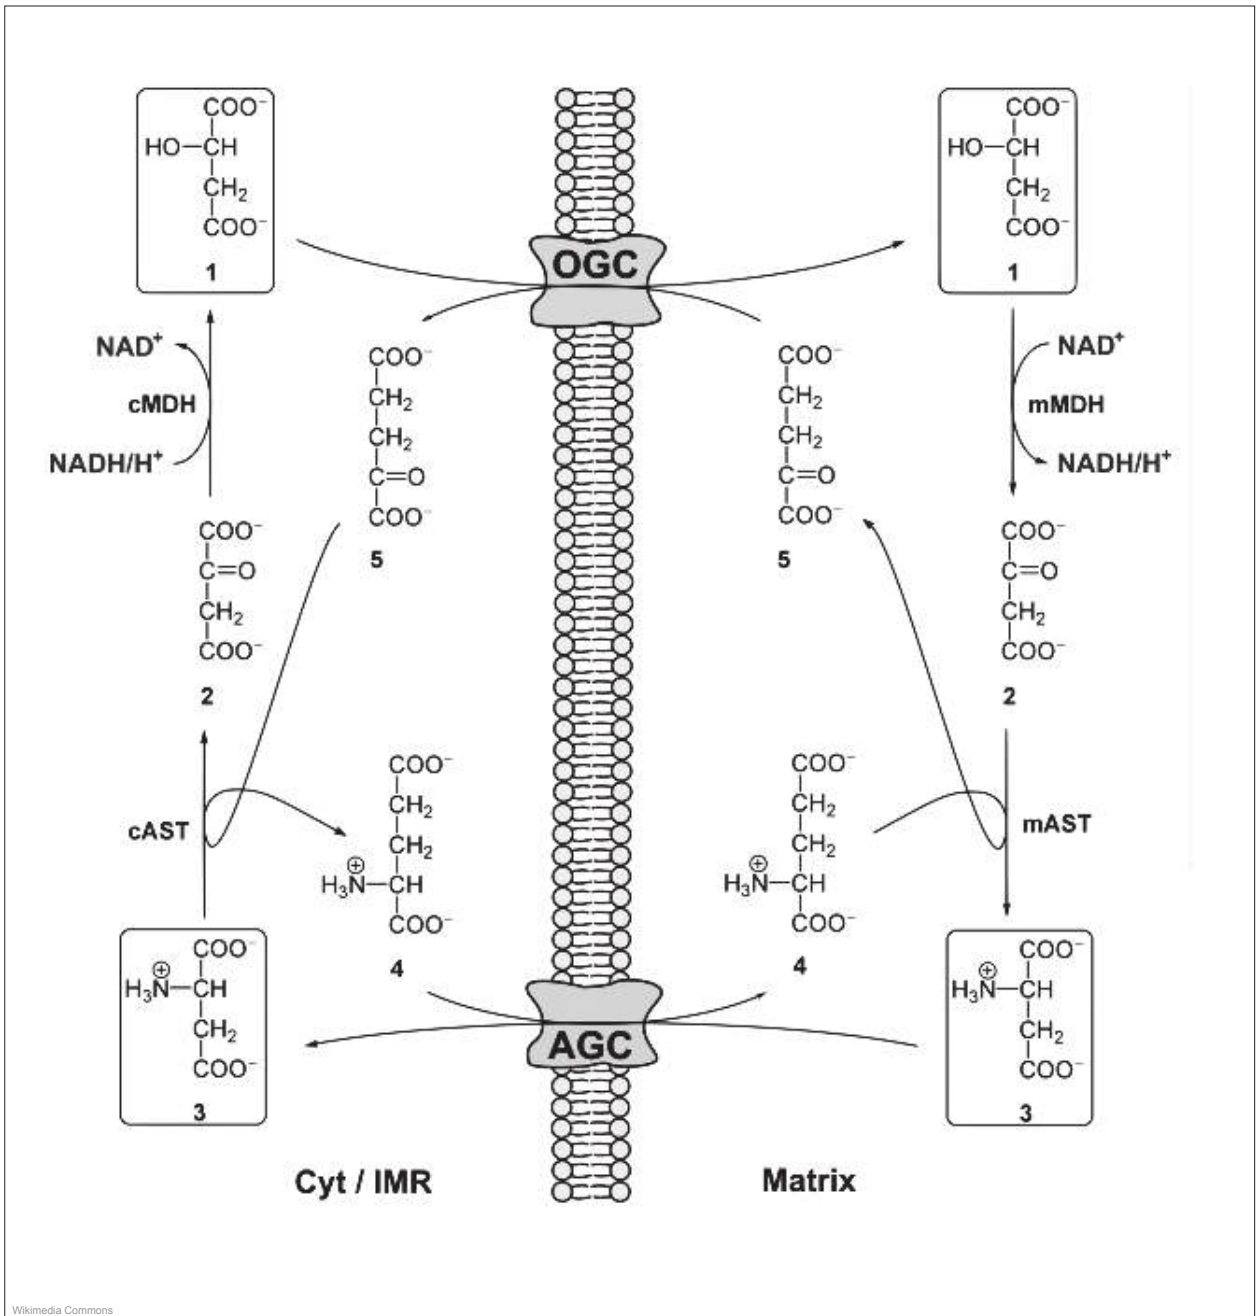 COO⁻
HO–CH
CH₂
COO⁻
1
NAD⁺
cMDH
NADH/H⁺
COO⁻
C=O
CH₂
COO⁻
2
cAST
COO⁻
H₃N⊕–CH
CH₂
COO⁻
3
COO⁻
CH₂
CH₂
C=O
COO⁻
5
COO⁻
CH₂
CH₂
H₃N⊕–CH
COO⁻
4
OGC
AGC
COO⁻
CH₂
CH₂
C=O
COO⁻
5
COO⁻
CH₂
CH₂
H₃N⊕–CH
COO⁻
4
COO⁻
HO–CH
CH₂
COO⁻
1
NAD⁺
mMDH
NADH/H⁺
COO⁻
C=O
CH₂
COO⁻
2
mAST
COO⁻
H₃N⊕–CH
CH₂
COO⁻
3
Cyt / IMR
Matrix
Wikimedia Commons